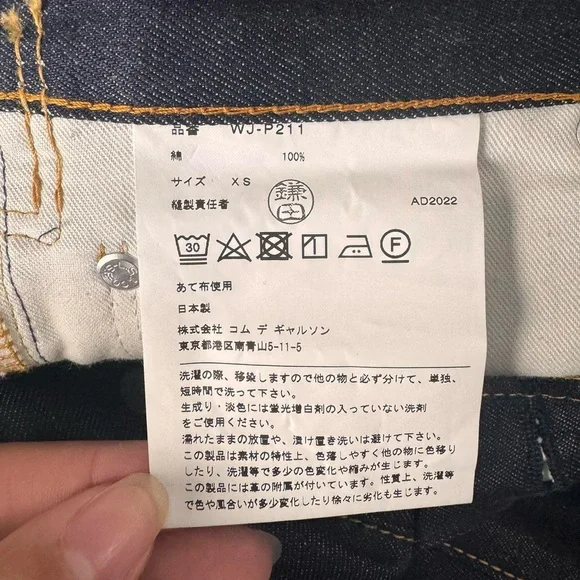 品番 WJ-P211
綿 100%
サイズ XS
縫製責任者 鎌田 AD2022
30 F
あて布使用
日本製
株式会社 コム デ ギャルソン
東京都港区南青山5-11-5
洗濯の際、移染しますので他の物と必ず分けて、単独、
短時間で洗って下さい。
生成り・淡色には蛍光増白剤の入っていない洗剤
をご使用ください。
濡れたままの放置や、漬け置き洗いは避けて下さい。
この製品は素材の特性上、色落しやすく他の物に色移り
したり、洗濯等で多少の色変化や縮みが生じます。
この製品には革の附属が付いています。性質上、洗濯等
で色や風合いが多少変化したり徐々に劣化も生じます。